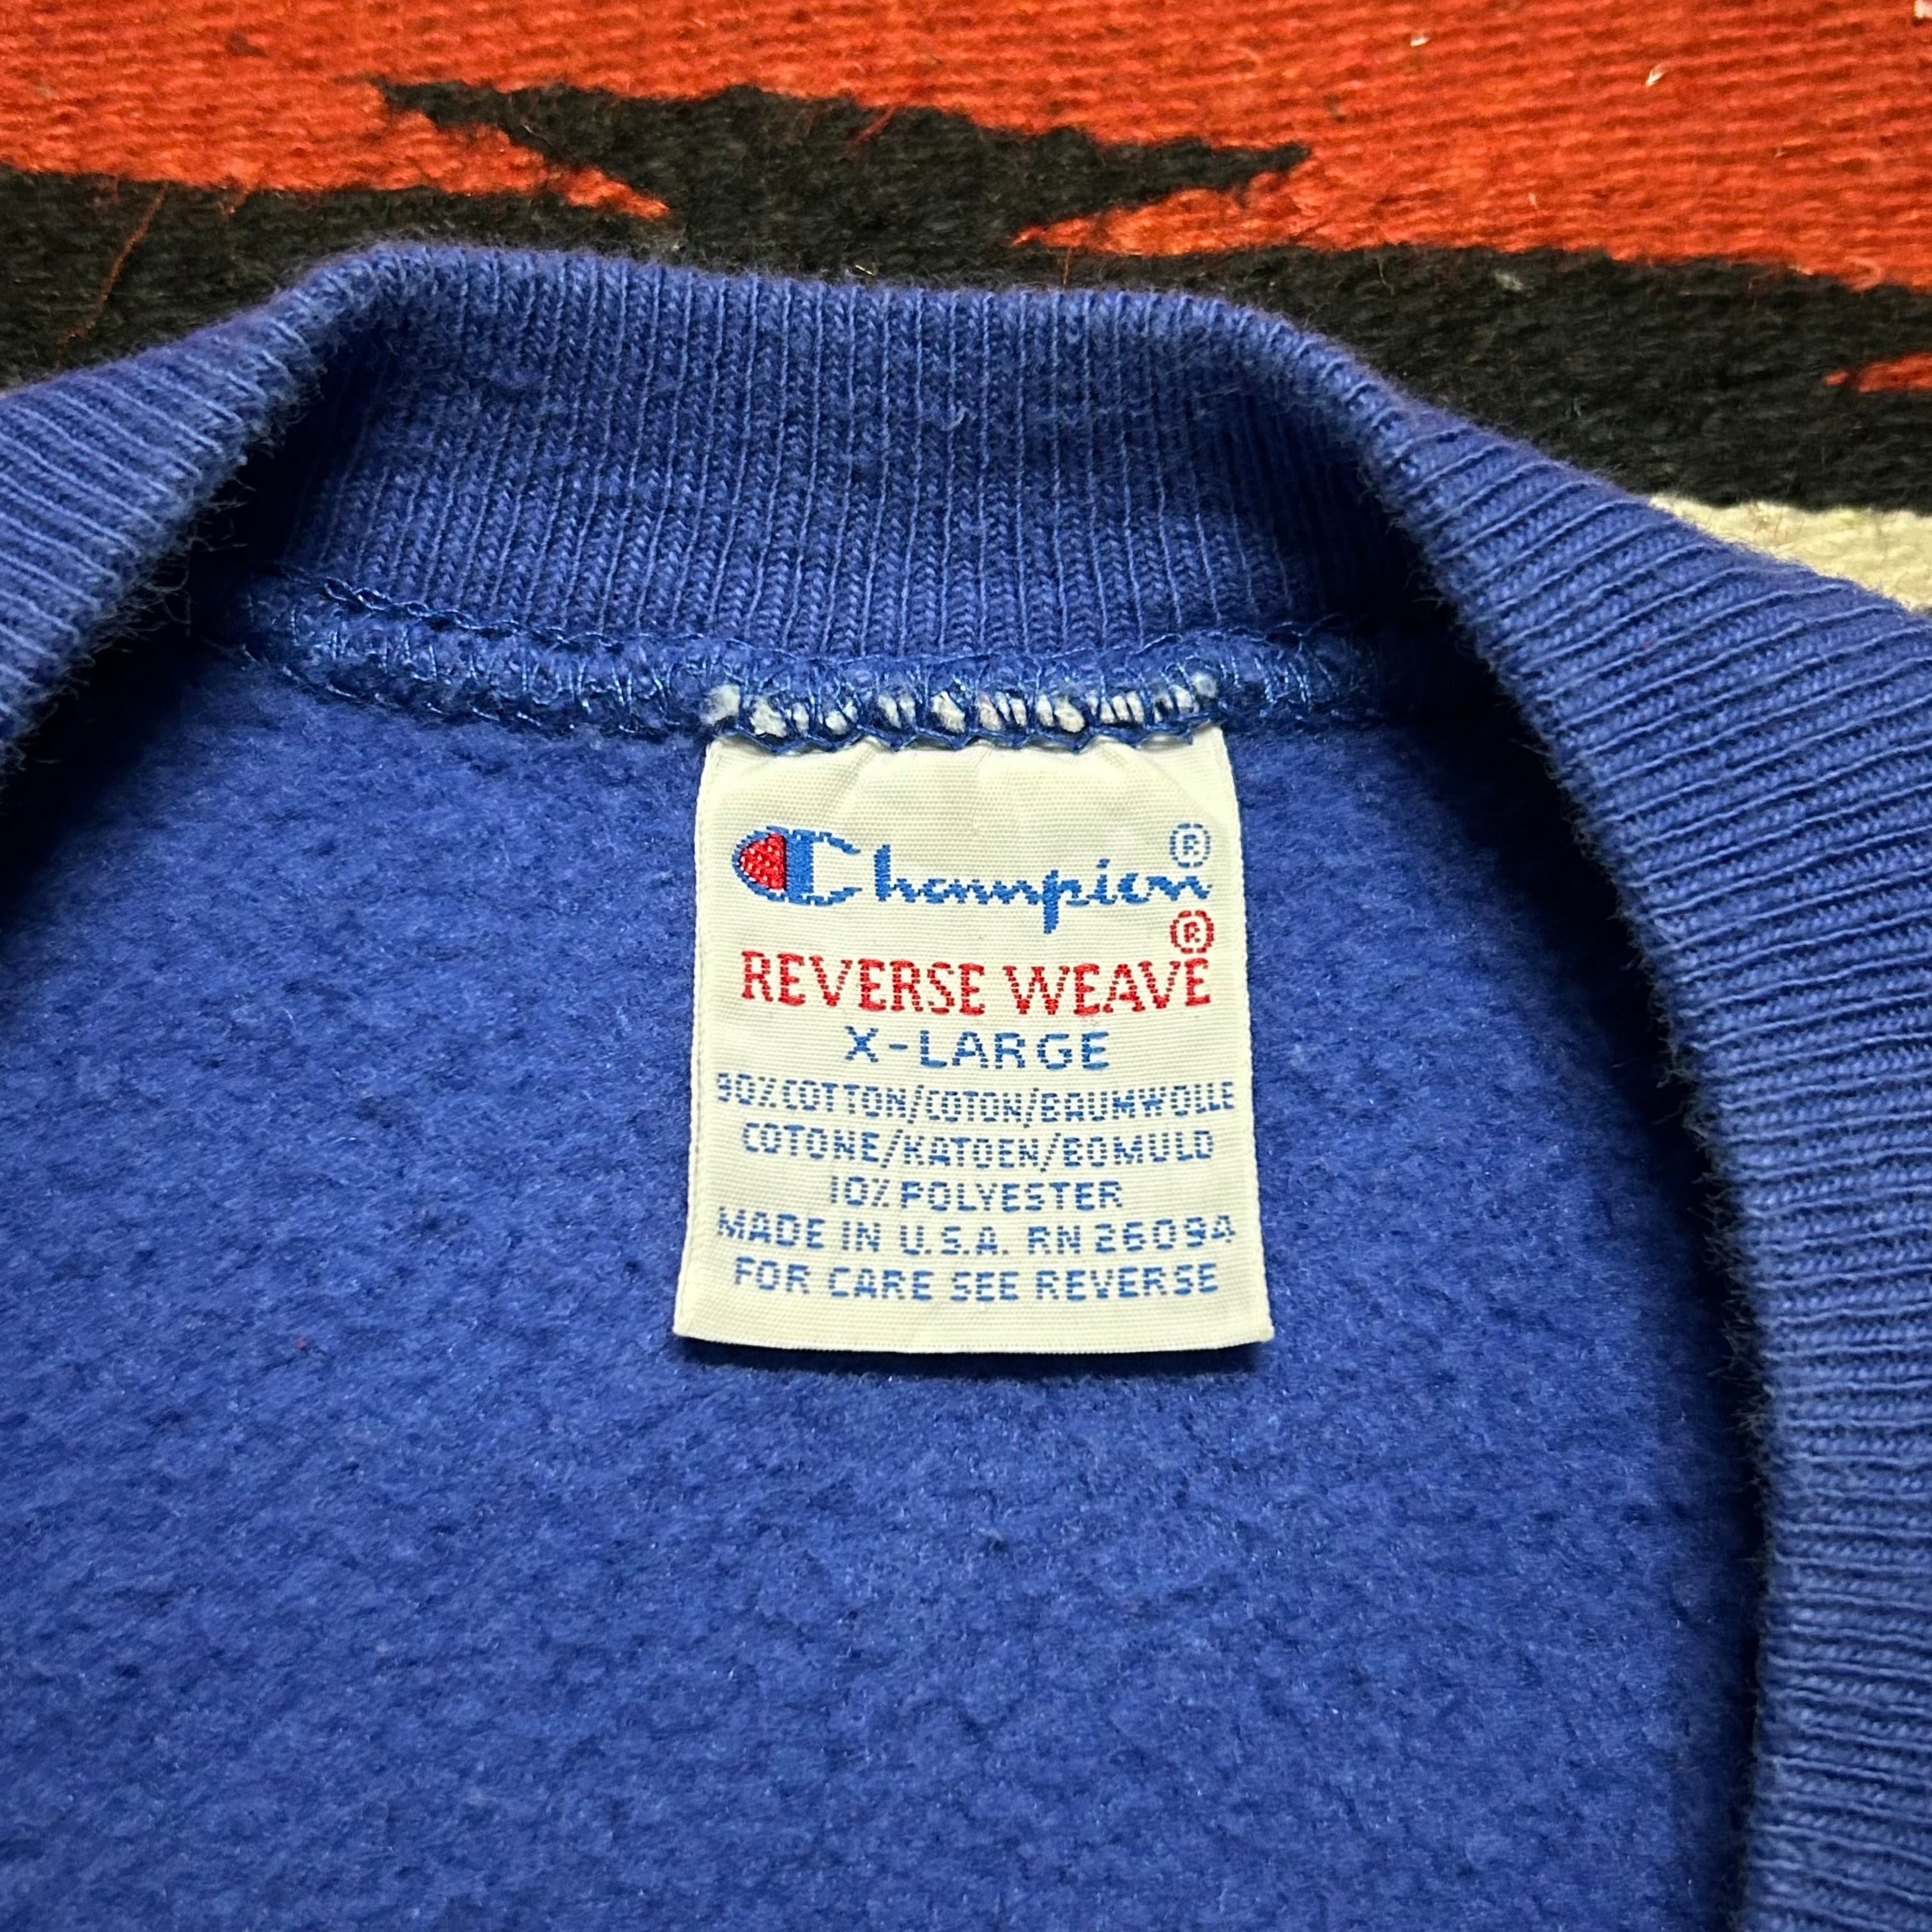 Champion®
REVERSE WEAVE®
X-LARGE
90% COTTON/COTON/BAUMWOLLE
COTONE/KATOEN/BOMULD
10% POLYESTER
MADE IN U.S.A. RN 26094
FOR CARE SEE REVERSE